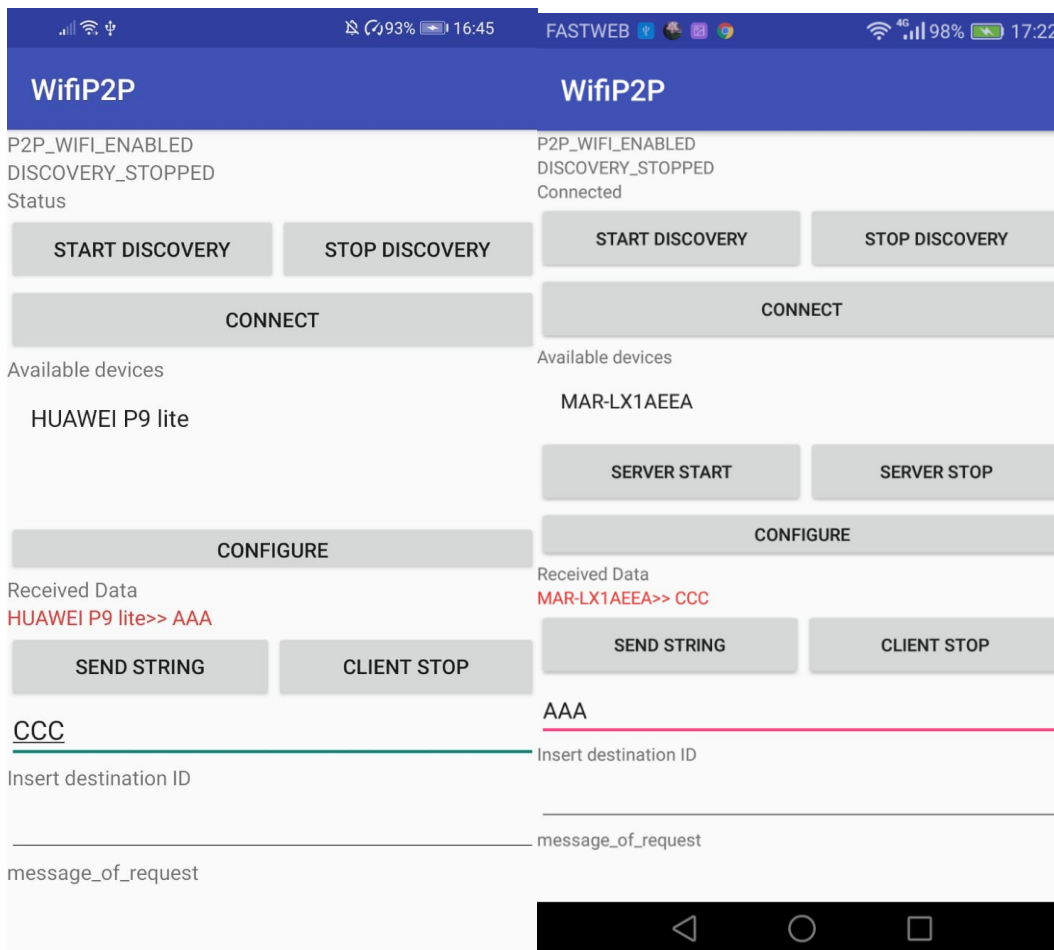 93% 16:45
WifiP2P
P2P_WIFI_ENABLED
DISCOVERY_STOPPED
Status
START DISCOVERY STOP DISCOVERY
CONNECT
Available devices
HUAWEI P9 lite
CONFIGURE
Received Data
HUAWEI P9 lite>> AAA
SEND STRING CLIENT STOP
CCC
Insert destination ID
message_of_request
FASTWEB 4G 98% 17:22
WifiP2P
P2P_WIFI_ENABLED
DISCOVERY_STOPPED
Connected
START DISCOVERY STOP DISCOVERY
CONNECT
Available devices
MAR-LX1AEEA
SERVER START SERVER STOP
CONFIGURE
Received Data
MAR-LX1AEEA>> CCC
SEND STRING CLIENT STOP
AAA
Insert destination ID
message_of_request